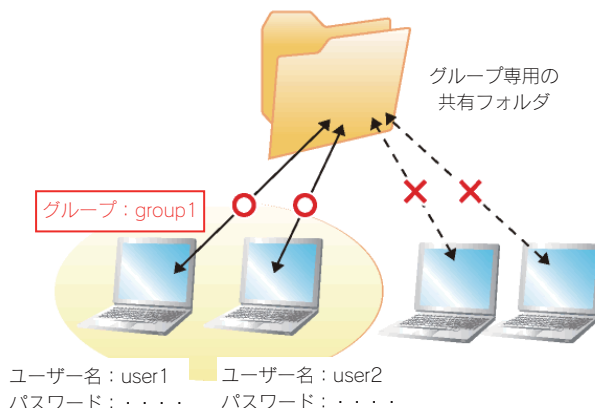 グループ専用の
共有フォルダ
グループ：group1
ユーザー名：user1
パスワード：・・・・
ユーザー名：user2
パスワード：・・・・